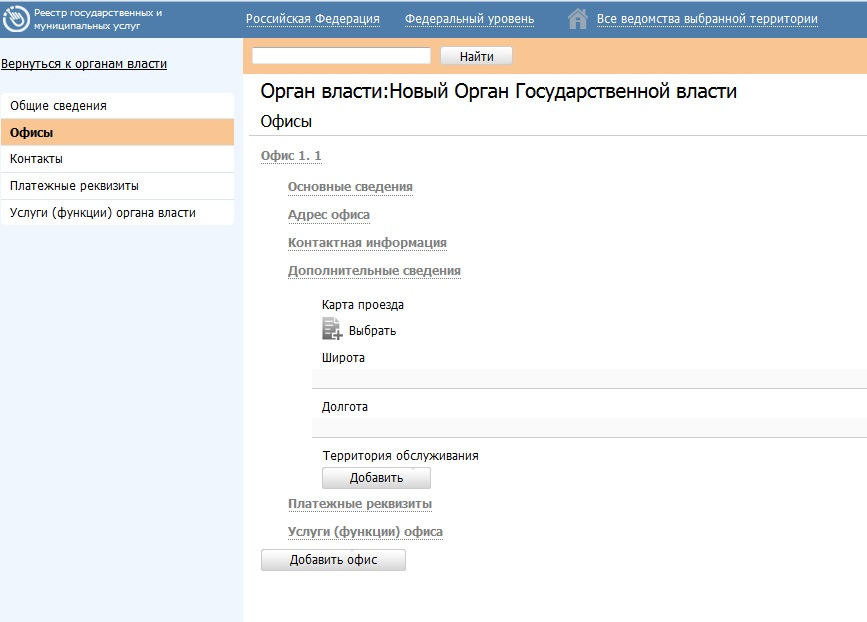 Реестр государственных и
муниципальных услуг
Российская Федерация
Федеральный уровень
Все ведомства выбранной территории
Вернуться к органам власти
Найти
Общие сведения
Офисы
Контакты
Платежные реквизиты
Услуги (функции) органа власти
Орган власти:Новый Орган Государственной власти
Офисы
Офис 1. 1
Основные сведения
Адрес офиса
Контактная информация
Дополнительные сведения
Карта проезда
Выбрать
Широта
Долгота
Территория обслуживания
Добавить
Платежные реквизиты
Услуги (функции) офиса
Добавить офис